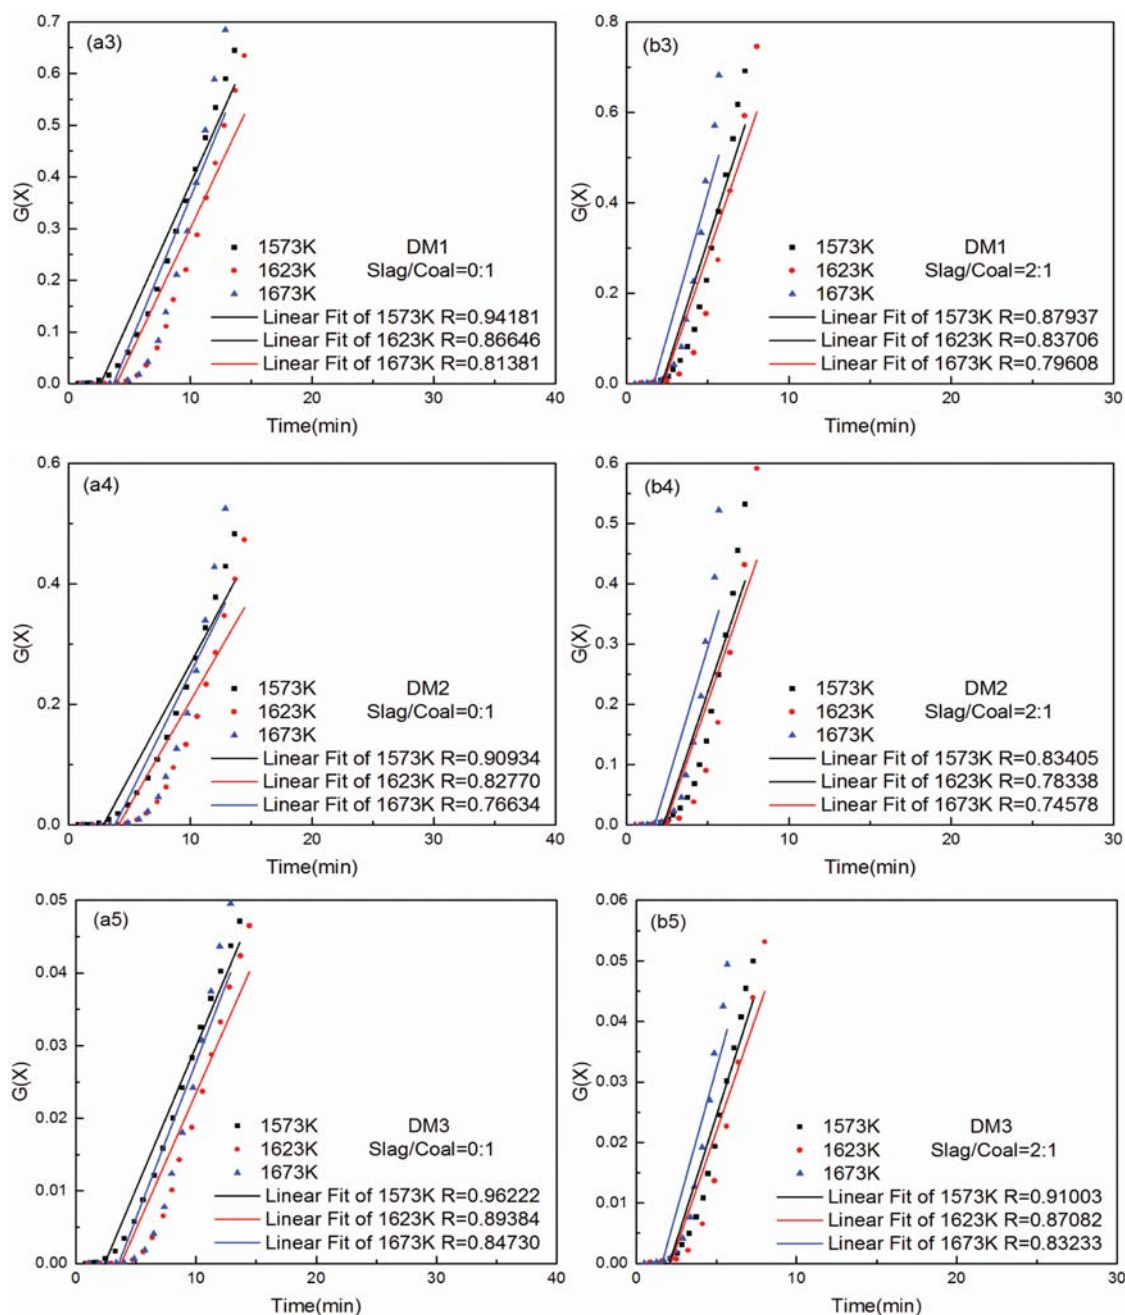 (a3)
0.7
0.6
0.5
0.4
0.3
0.2
0.1
0.0
G(X)
1573K DM1
1623K Slag/Coal=0:1
1673K
Linear Fit of 1573K R=0.94181
Linear Fit of 1623K R=0.86646
Linear Fit of 1673K R=0.81381
0 10 20 30 40
Time(min)
(b3)
0.8
0.6
0.4
0.2
0.0
G(X)
1573K DM1
1623K Slag/Coal=2:1
1673K
Linear Fit of 1573K R=0.87937
Linear Fit of 1623K R=0.83706
Linear Fit of 1673K R=0.79608
0 10 20 30
Time(min)
(a4)
0.6
0.4
0.2
0.0
G(X)
1573K DM2
1623K Slag/Coal=0:1
1673K
Linear Fit of 1573K R=0.90934
Linear Fit of 1623K R=0.82770
Linear Fit of 1673K R=0.76634
0 10 20 30 40
Time(min)
(b4)
0.6
0.5
0.4
0.3
0.2
0.1
0.0
G(X)
1573K DM2
1623K Slag/Coal=2:1
1673K
Linear Fit of 1573K R=0.83405
Linear Fit of 1623K R=0.78338
Linear Fit of 1673K R=0.74578
0 10 20 30
Time(min)
(a5)
0.05
0.04
0.03
0.02
0.01
0.00
G(X)
1573K DM3
1623K Slag/Coal=0:1
1673K
Linear Fit of 1573K R=0.96222
Linear Fit of 1623K R=0.89384
Linear Fit of 1673K R=0.84730
0 10 20 30 40
Time(min)
(b5)
0.06
0.05
0.04
0.03
0.02
0.01
0.00
G(X)
1573K DM3
1623K Slag/Coal=2:1
1673K
Linear Fit of 1573K R=0.91003
Linear Fit of 1623K R=0.87082
Linear Fit of 1673K R=0.83233
0 10 20 30
Time(min)